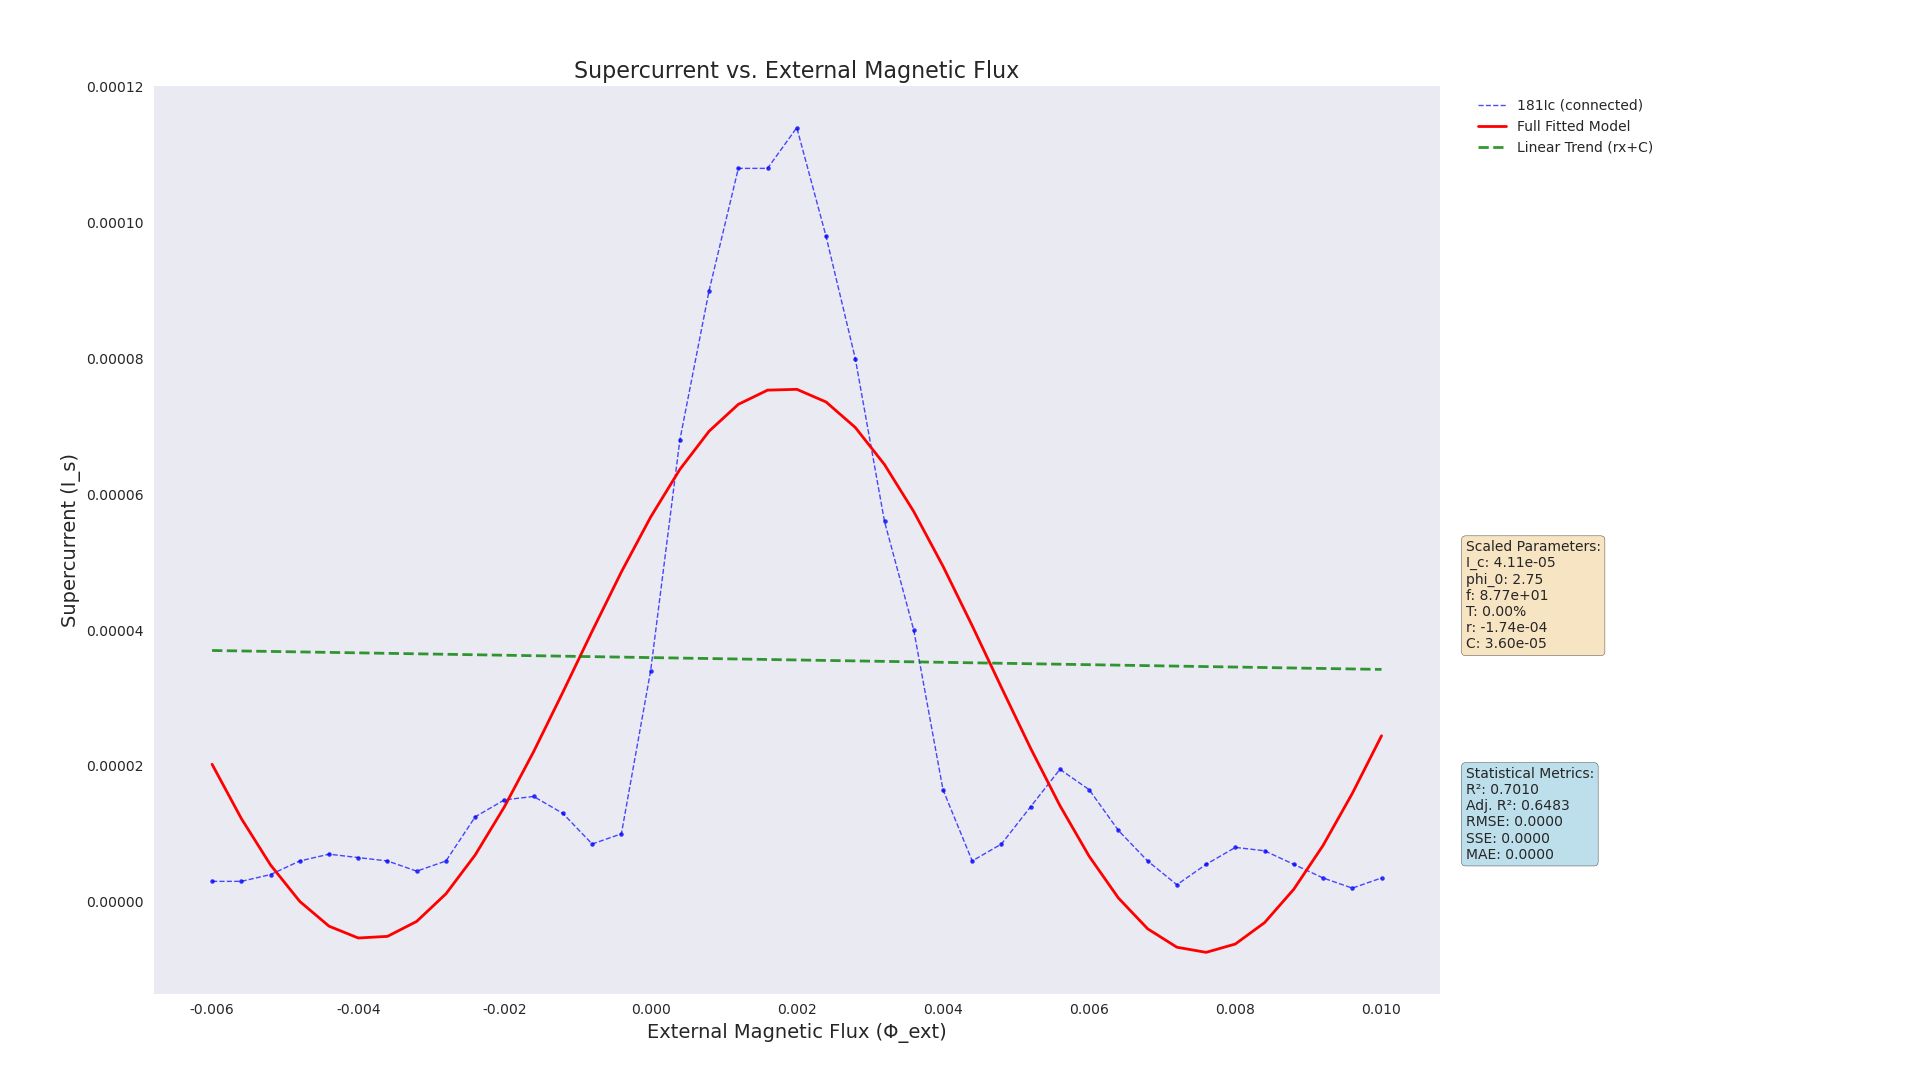 Supercurrent vs. External Magnetic Flux
0.00012
0.00010
0.00008
0.00006
0.00004
0.00002
0.00000
Supercurrent (I_s)
-0.006 -0.004 -0.002 0.000 0.002 0.004 0.006 0.008 0.010
External Magnetic Flux (Φ_ext)
181Ic (connected)
Full Fitted Model
Linear Trend (rx+C)
Scaled Parameters:
I_c: 4.11e-05
phi_0: 2.75
f: 8.77e+01
T: 0.00%
r: -1.74e-04
C: 3.60e-05
Statistical Metrics:
R²: 0.7010
Adj. R²: 0.6483
RMSE: 0.0000
SSE: 0.0000
MAE: 0.0000